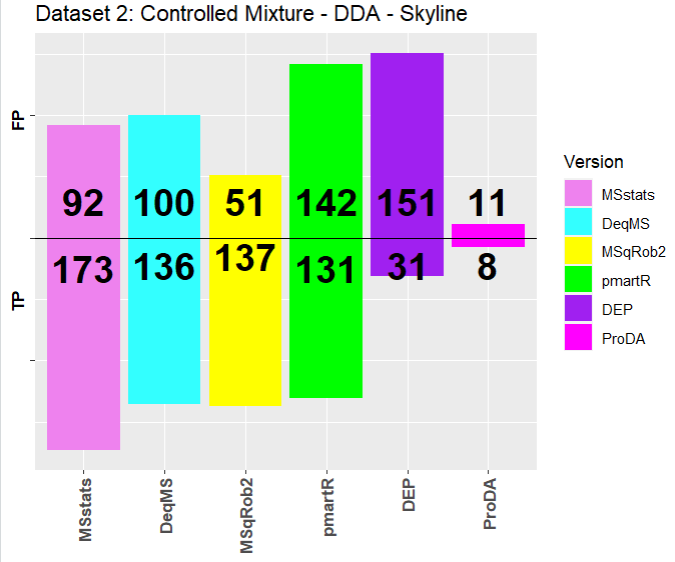 Dataset 2: Controlled Mixture - DDA - Skyline
FP
TP
92
100
51
142
151
11
173
136
137
131
31
8
MSstats
DeqMS
MSqRob2
pmartR
DEP
ProDA
Version
MSstats
DeqMS
MSqRob2
pmartR
DEP
ProDA